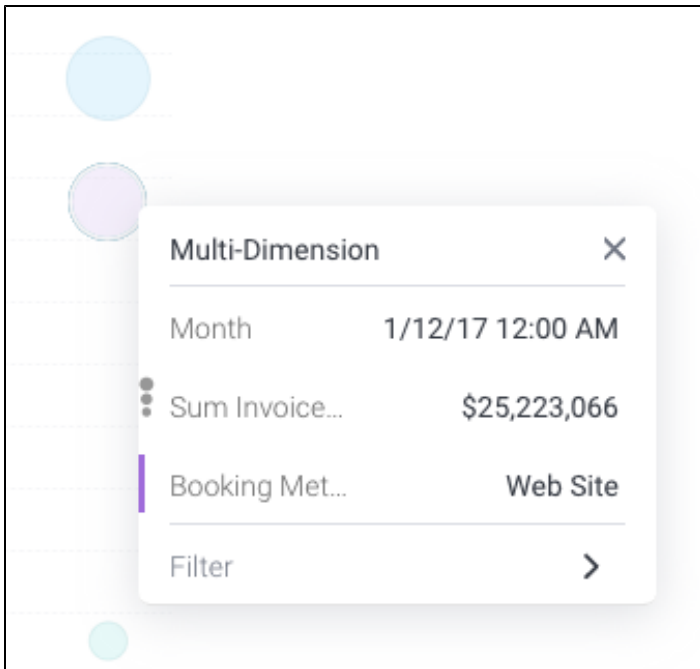 Multi-Dimension
Month 1/12/17 12:00 AM
Sum Invoice... $25,223,066
Booking Met... Web Site
Filter